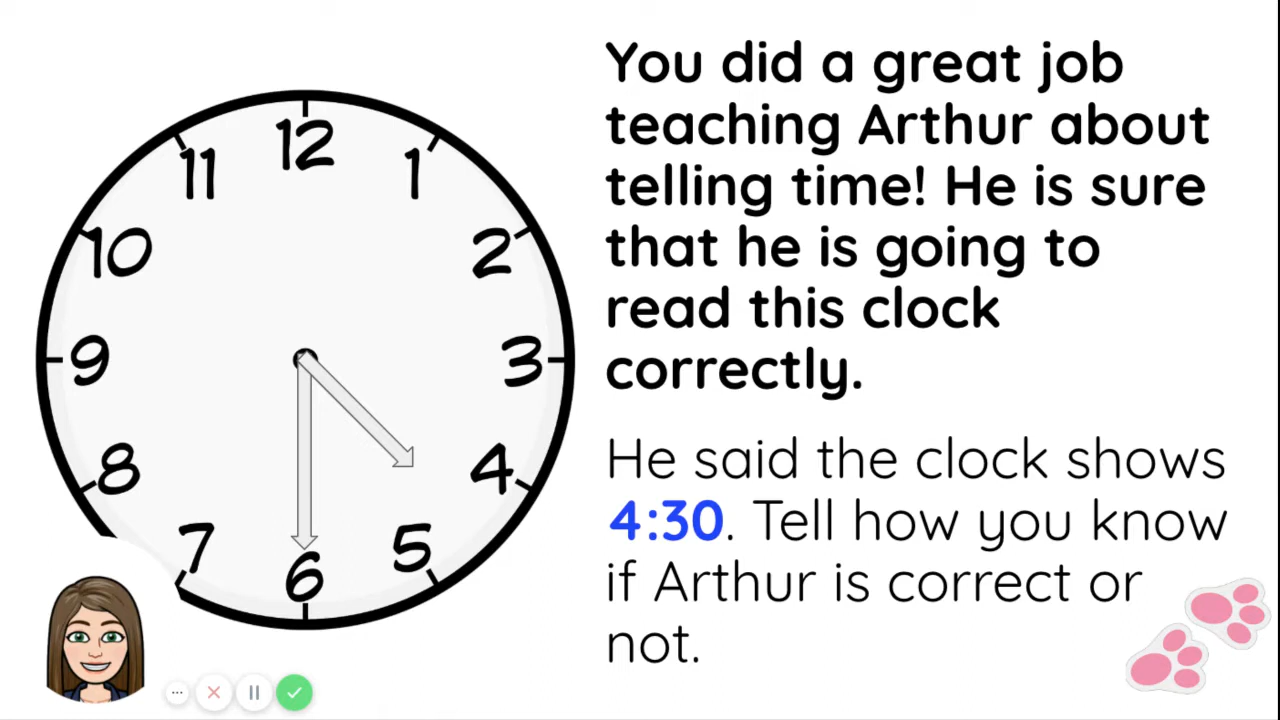 12
11
1
10
2
9
3
8
4
7
5
6
You did a great job
teaching Arthur about
telling time! He is sure
that he is going to
read this clock
correctly.
He said the clock shows
4:30. Tell how you know
if Arthur is correct or
not.